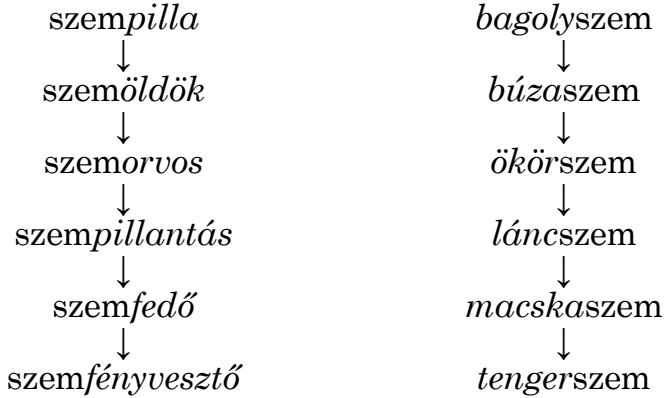 szempilla
szemöldök
szemorvos
szempillantás
szemfedő
szemfényvesztő
bagolyszem
búzaszem
ökörszem
láncszem
macskaszem
tengerszem